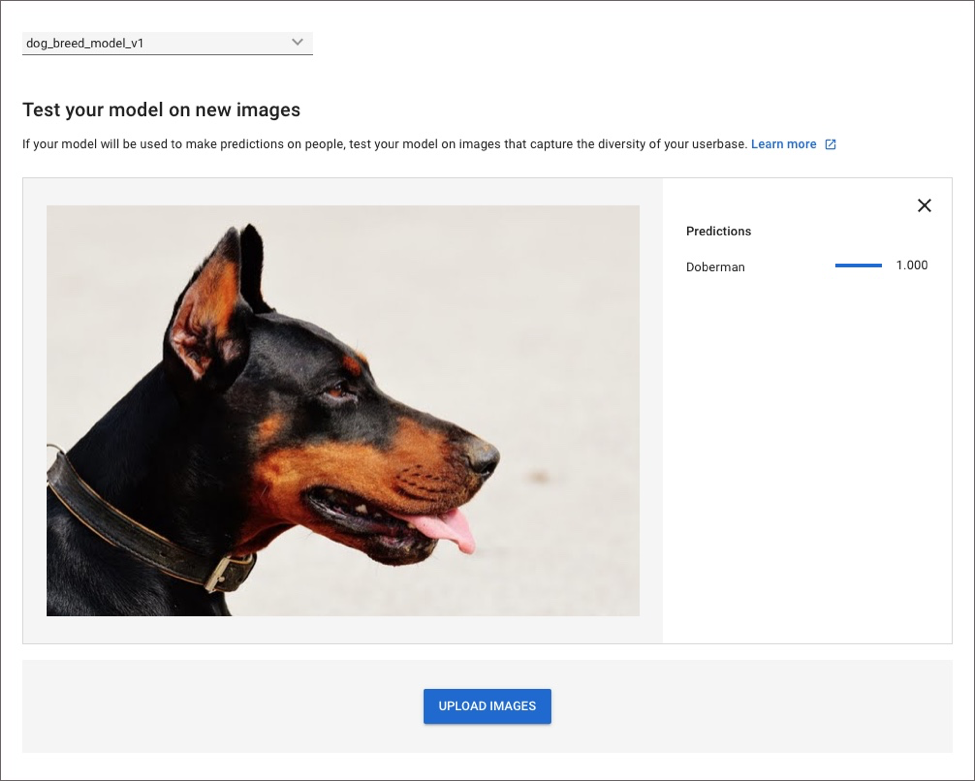 dog_breed_model_v1
Test your model on new images
If your model will be used to make predictions on people, test your model on images that capture the diversity of your userbase. Learn more
Predictions
Doberman 1.000
UPLOAD IMAGES